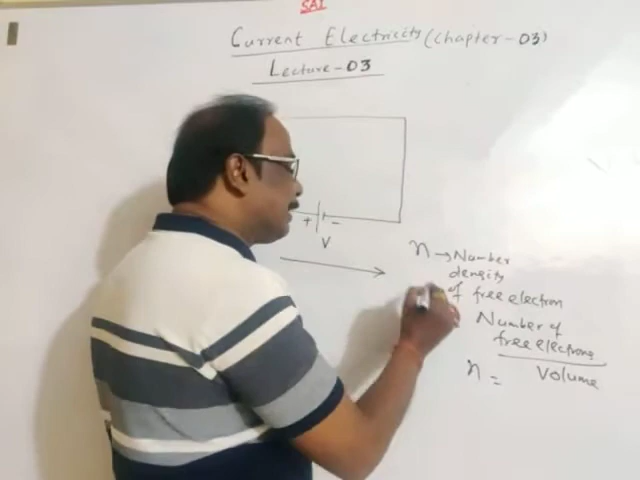 SAI
Current Electricity (Chapter-03)
Lecture-03
+ -
V
n → Number
density
of free electron
Number of
free electrons
n = Volume